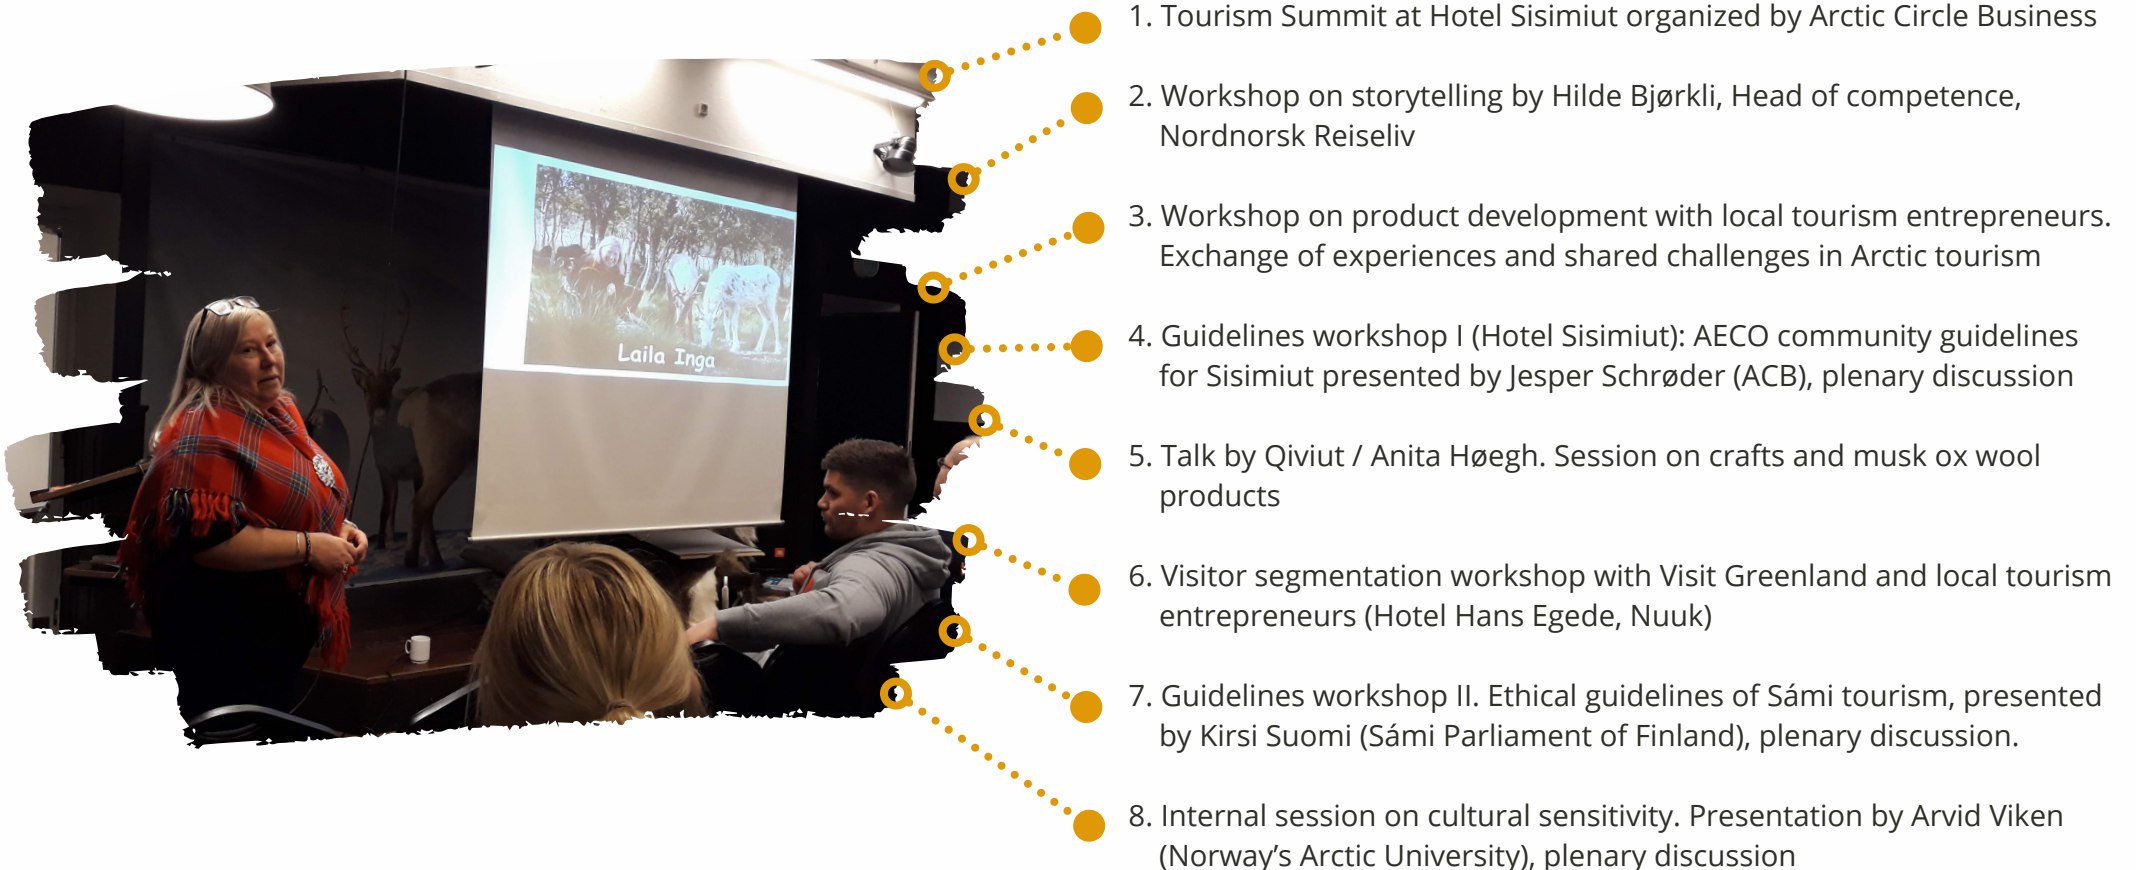 1. Tourism Summit at Hotel Sisimiut organized by Arctic Circle Business
2. Workshop on storytelling by Hilde Bjørkli, Head of competence,
Nordnorsk Reiseliv
3. Workshop on product development with local tourism entrepreneurs.
Exchange of experiences and shared challenges in Arctic tourism
4. Guidelines workshop I (Hotel Sisimiut): AECO community guidelines
for Sisimiut presented by Jesper Schrøder (ACB), plenary discussion
5. Talk by Qiviut / Anita Høegh. Session on crafts and musk ox wool
products
6. Visitor segmentation workshop with Visit Greenland and local tourism
entrepreneurs (Hotel Hans Egede, Nuuk)
7. Guidelines workshop II. Ethical guidelines of Sámi tourism, presented
by Kirsi Suomi (Sámi Parliament of Finland), plenary discussion.
8. Internal session on cultural sensitivity. Presentation by Arvid Viken
(Norway’s Arctic University), plenary discussion
Laila Inga